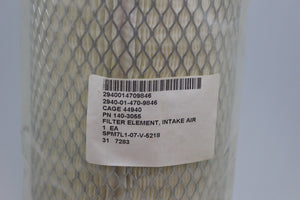 2940014709846
2940-01-470-9846
CAGE 44940
PN 140-3055
FILTER ELEMENT, INTAKE AIR
1 EA
SPM7L1-07-V-5218
31 7283